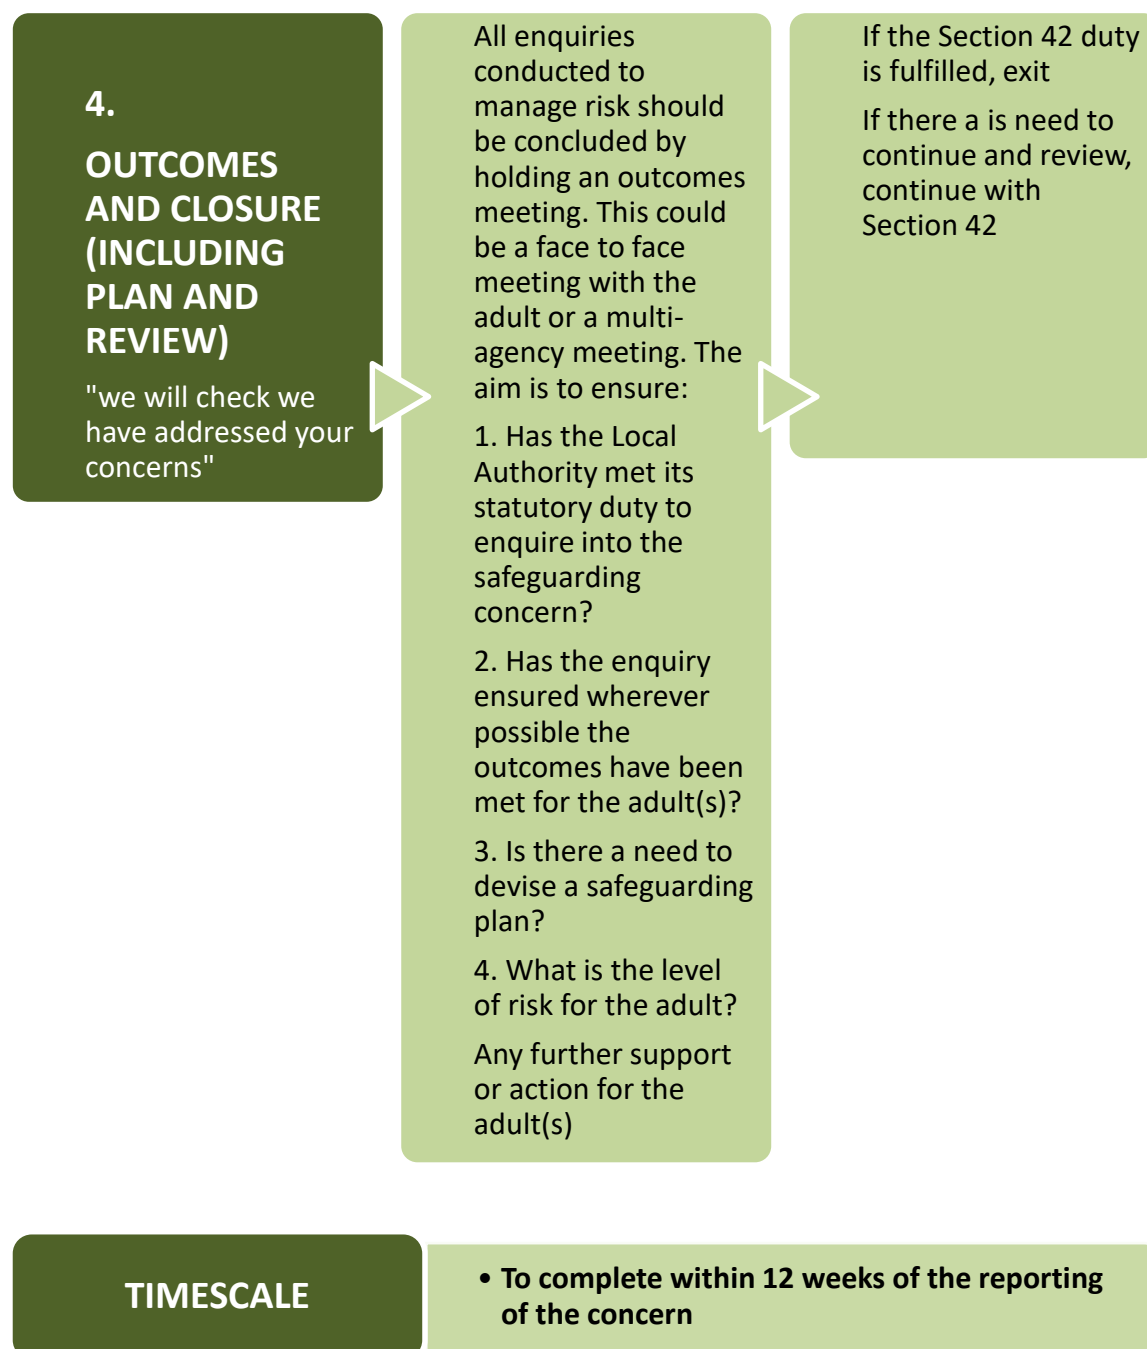 4.
OUTCOMES
AND CLOSURE
(INCLUDING
PLAN AND
REVIEW)
"we will check we
have addressed your
concerns"
All enquiries
conducted to
manage risk should
be concluded by
holding an outcomes
meeting. This could
be a face to face
meeting with the
adult or a multi-
agency meeting. The
aim is to ensure:
1. Has the Local
Authority met its
statutory duty to
enquire into the
safeguarding
concern?
2. Has the enquiry
ensured wherever
possible the
outcomes have been
met for the adult(s)?
3. Is there a need to
devise a safeguarding
plan?
4. What is the level
of risk for the adult?
Any further support
or action for the
adult(s)
If the Section 42 duty
is fulfilled, exit
If there a is need to
continue and review,
continue with
Section 42
TIMESCALE
• To complete within 12 weeks of the reporting
of the concern